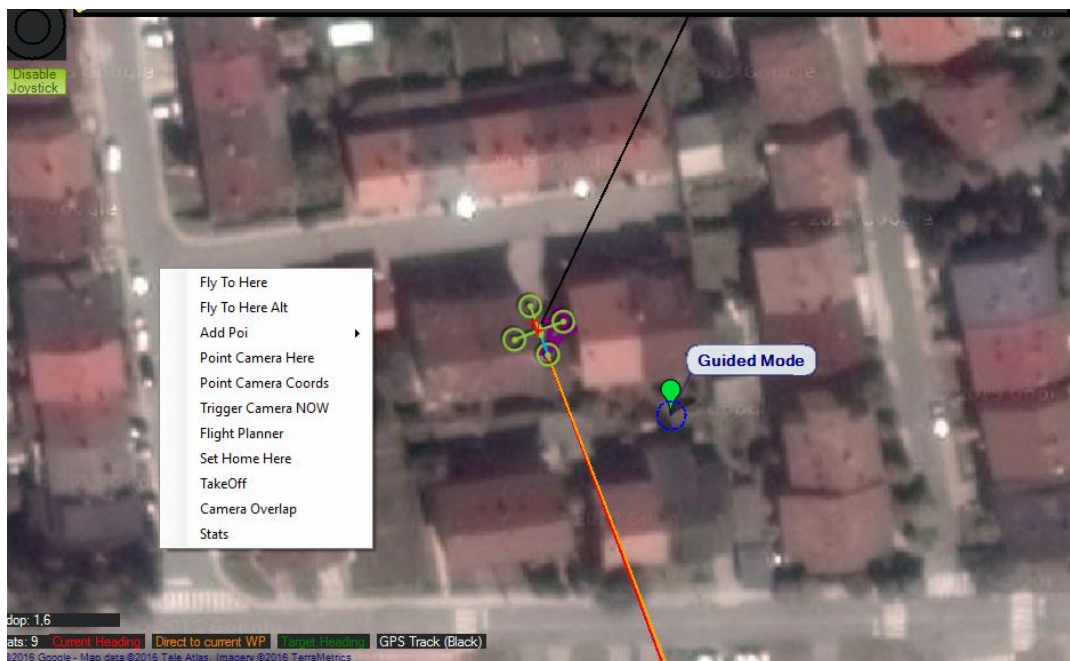 Disable
Joystick
Fly To Here
Fly To Here Alt
Add Poi
Point Camera Here
Point Camera Coords
Trigger Camera NOW
Flight Planner
Set Home Here
TakeOff
Camera Overlap
Stats
Guided Mode
dop: 1,6
ats: 9 Current Heading Direct to current WP Target Heading GPS Track (Black)
©2016 Google - Map data ©2016 Tele Atlas, Imagery ©2016 TerraMetrics